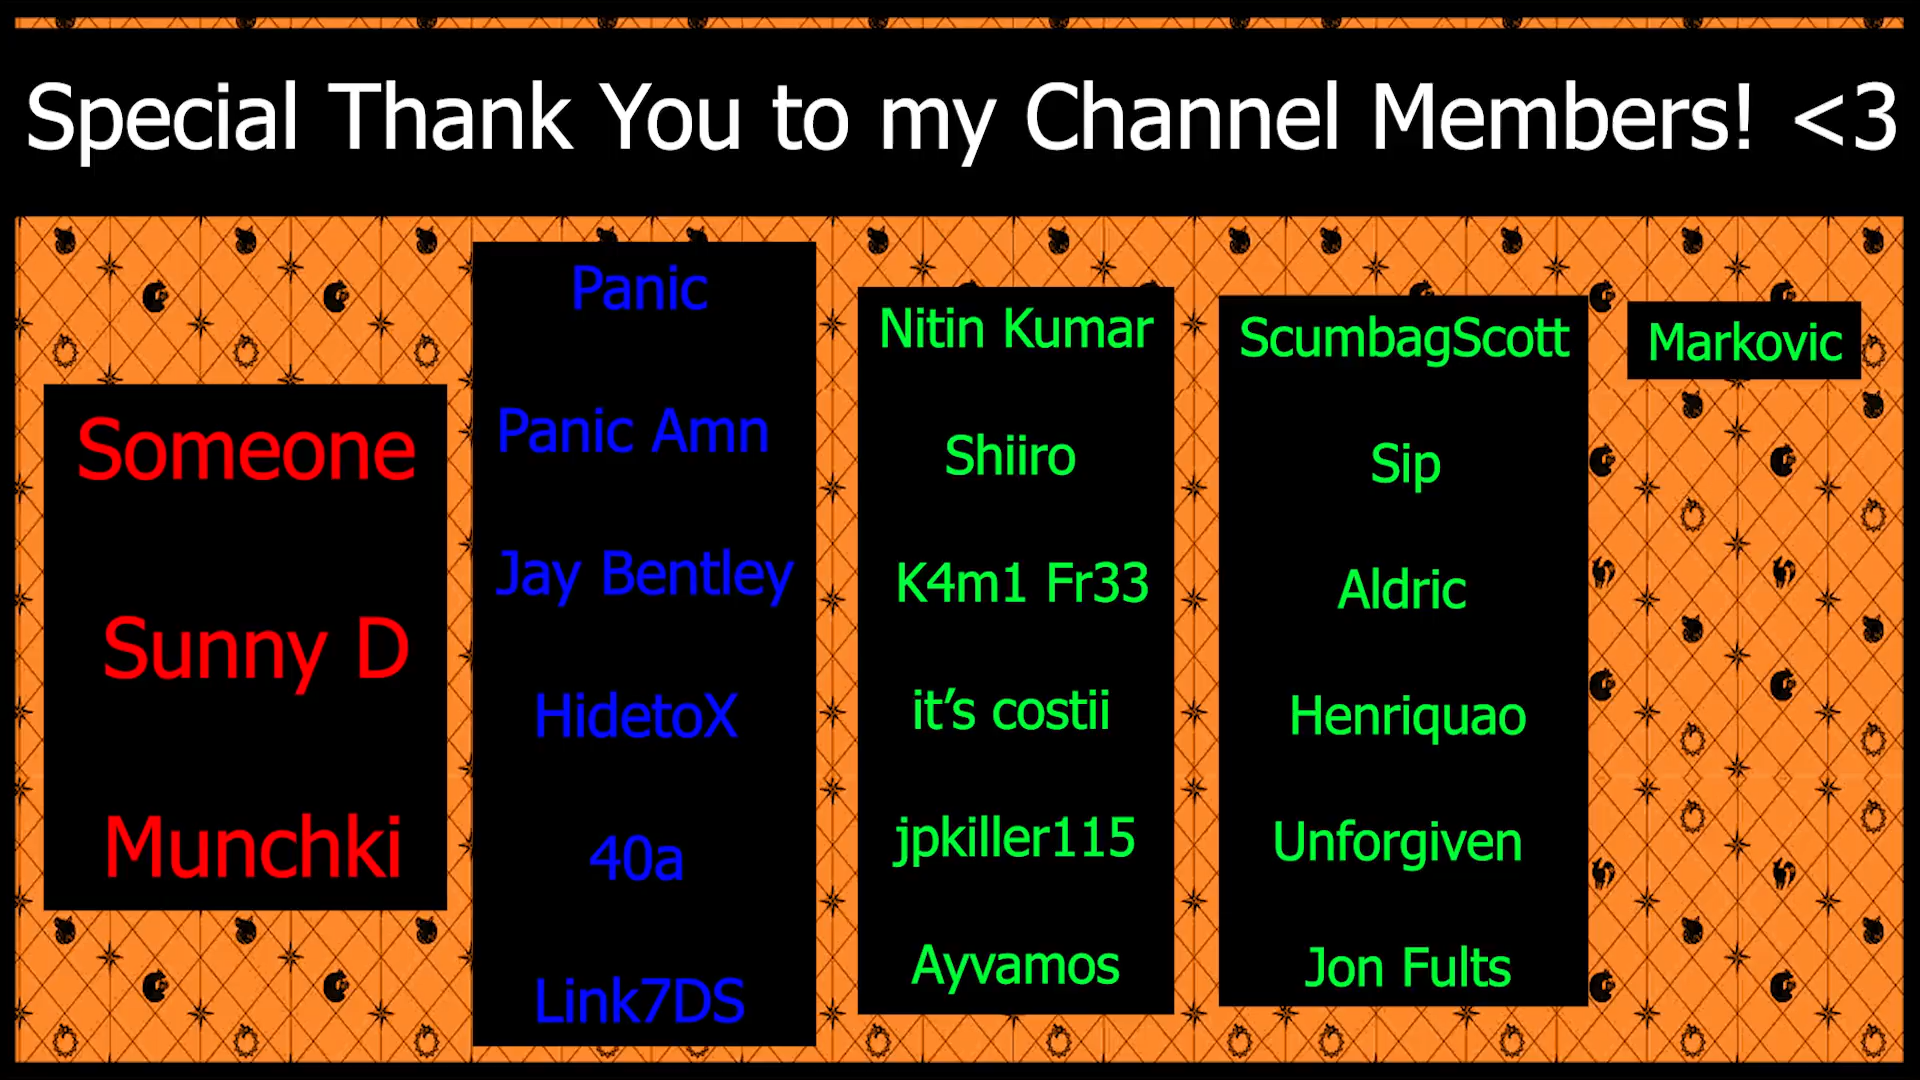 Special Thank You to my Channel Members! <3
Someone
Sunny D
Munchki
Panic
Panic Amn
Jay Bentley
HidetoX
40a
Link7DS
Nitin Kumar
Shiiro
K4m1 Fr33
it’s costii
jpkiller115
Ayvamos
ScumbagScott
Sip
Aldric
Henriquao
Unforgiven
Jon Fults
Markovic